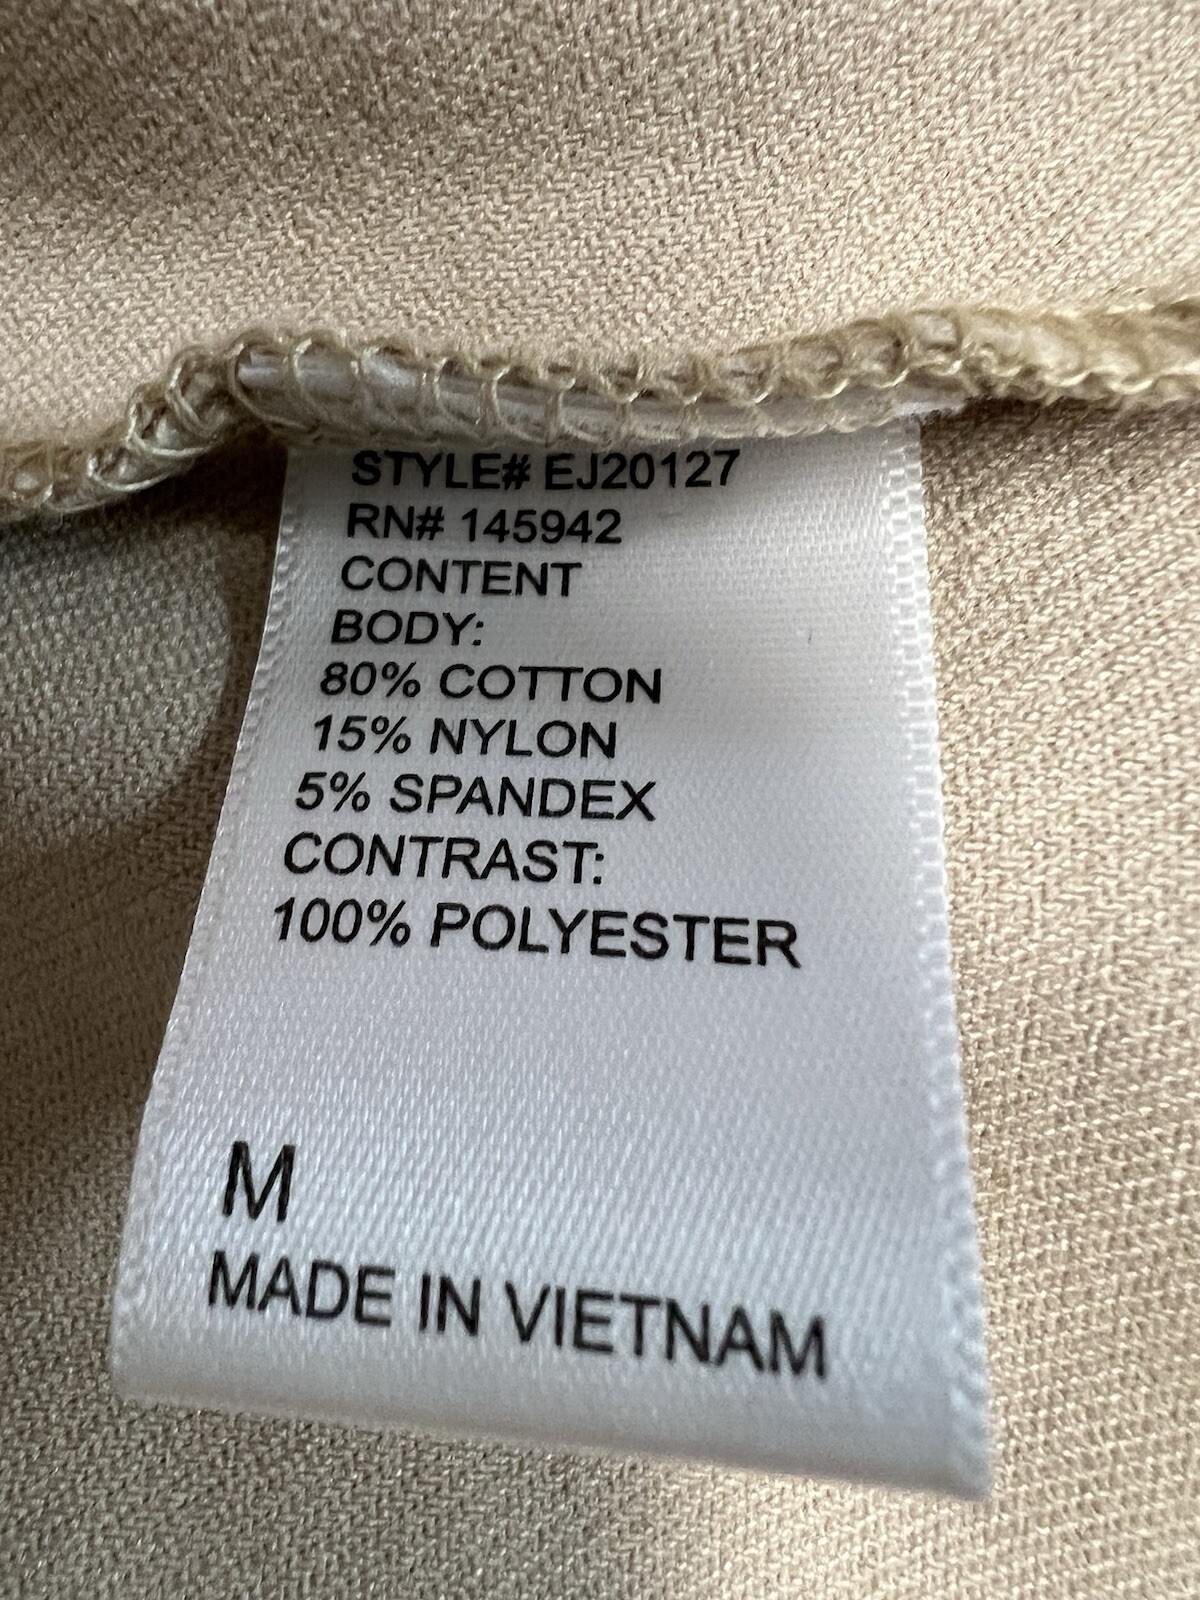 STYLE# EJ20127
RN# 145942
CONTENT
BODY:
80% COTTON
15% NYLON
5% SPANDEX
CONTRAST:
100% POLYESTER
M
MADE IN VIETNAM